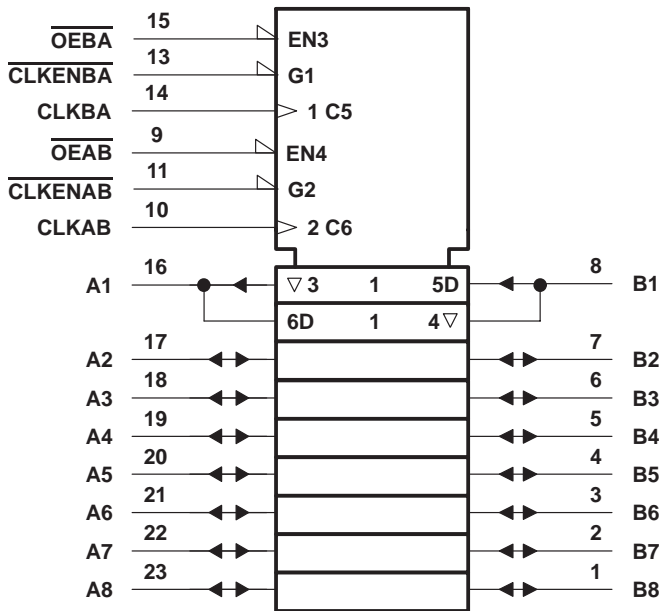 15
OEBA
EN3
13
CLKENBA
G1
14
CLKBA
1 C5
9
OEAB
EN4
11
CLKENAB
G2
10
CLKAB
2 C6
16
8
A1
▽ 3 1 5D
B1
6D 1 4 ▽
17
7
A2
B2
18
6
A3
B3
19
5
A4
B4
20
4
A5
B5
21
3
A6
B6
22
2
A7
B7
23
1
A8
B8